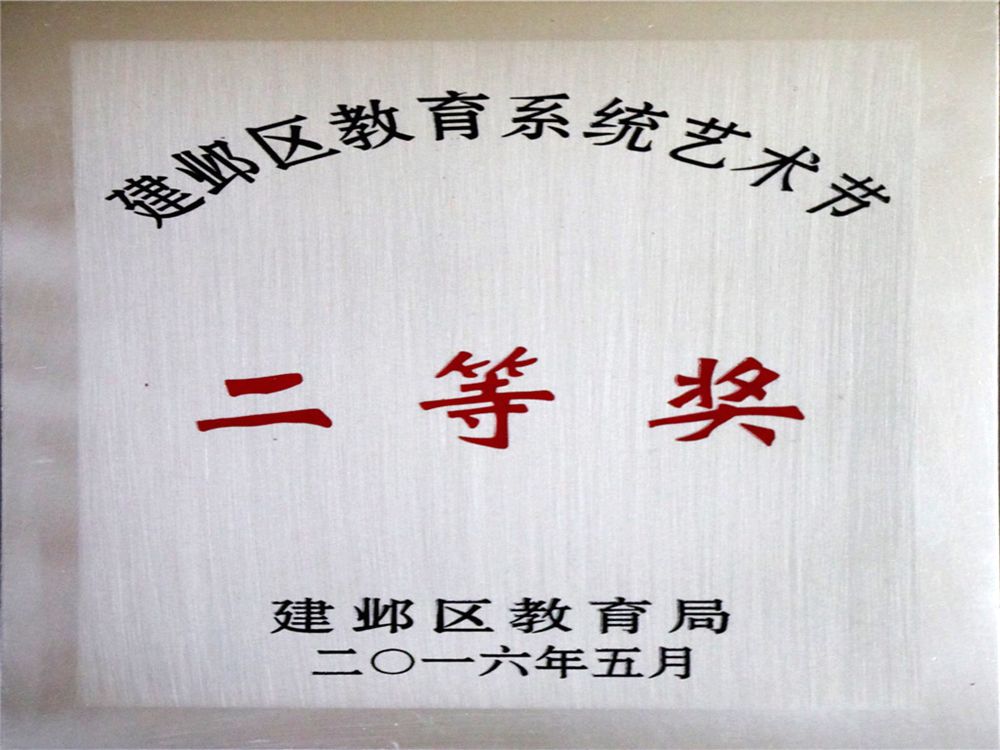 建邺区教育系统艺术节
二等奖
建邺区教育局
二〇一六年五月